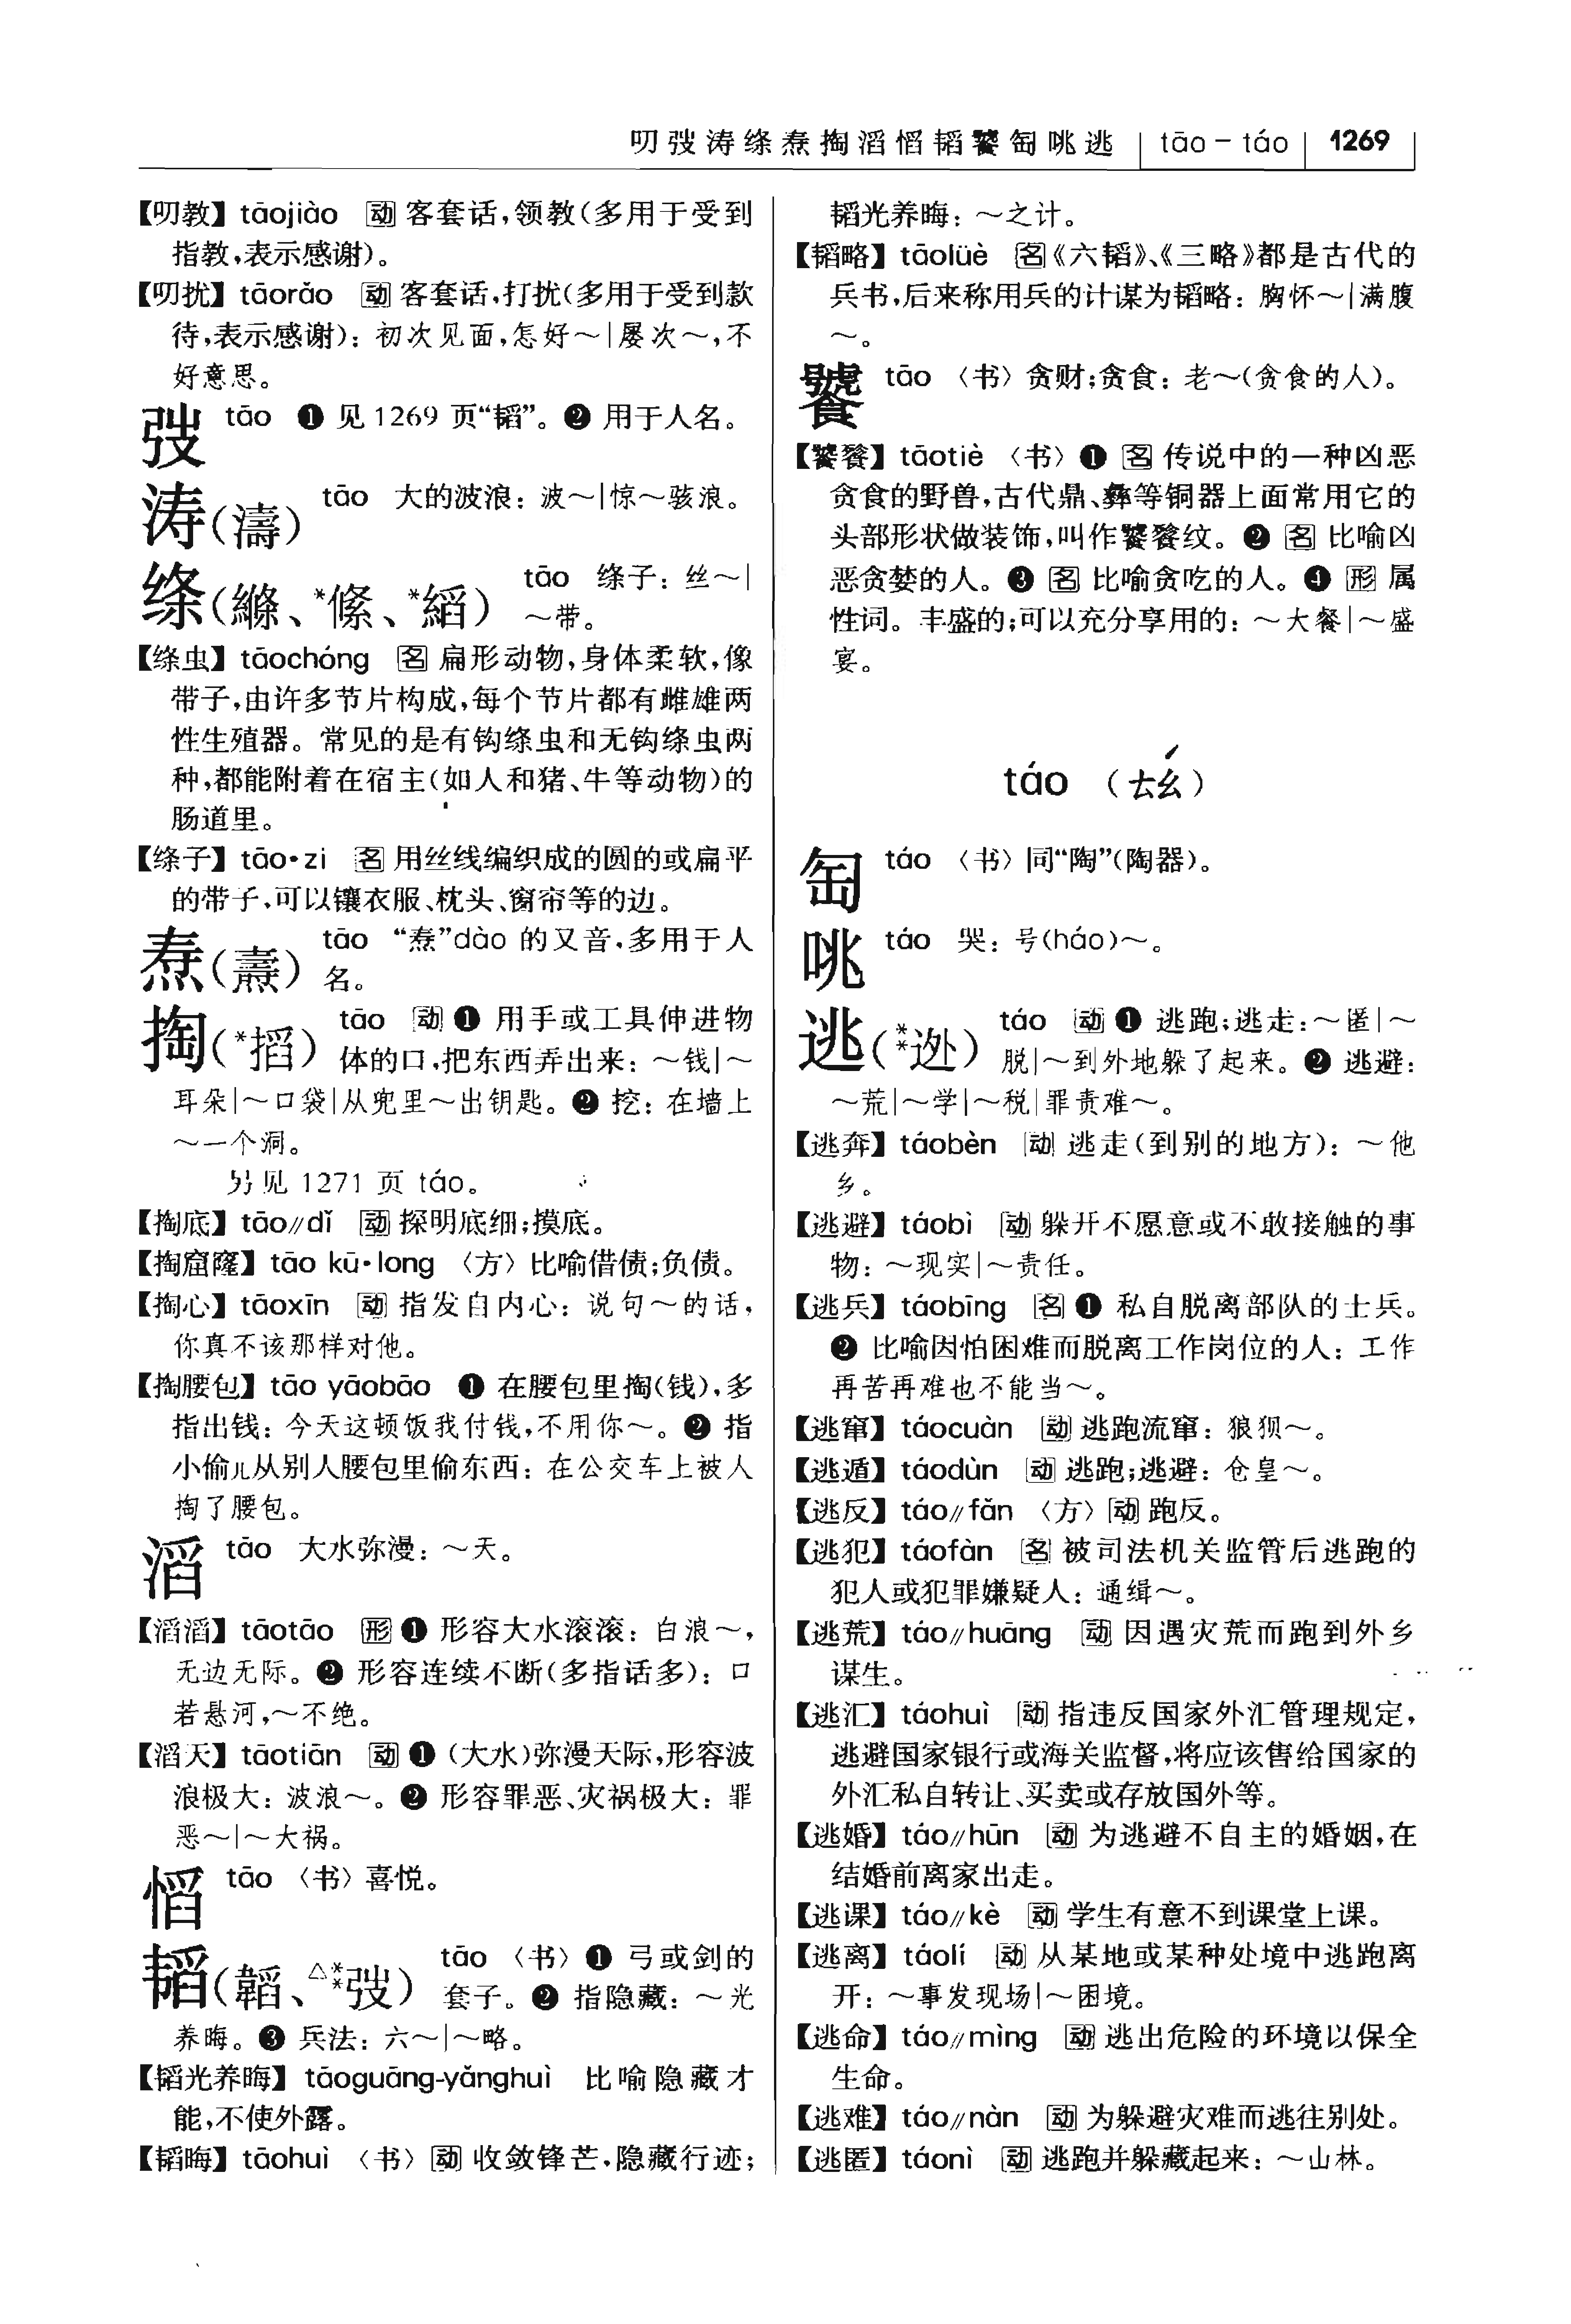 叨弢涛绦焘掏滔慆韬饕匋咷逃 tāo－táo 1269
【叨教】 tāojiào 动 客套话，领教（多用于受到
指教，表示感谢）。
【叨扰】 tāorǎo 动 客套话，打扰（多用于受到款
待，表示感谢）：初次见面，怎好～|屡次～，不
好意思。
弢 tāo ❶ 见 1269 页“韬”。❷ 用于人名。
涛（濤） tāo 大的波浪：波～|惊～骇浪。
绦（縧、*絛、*縚） tāo 绦子：丝～|
～带。
【绦虫】 tāochóng 名 扁形动物，身体柔软，像
带子，由许多节片构成，每个节片都有雌雄两
性生殖器。常见的是有钩绦虫和无钩绦虫两
种，都能附着在宿主（如人和猪、牛等动物）的
肠道里。
【绦子】 tāo·zi 名 用丝线编织成的圆的或扁平
的带子，可以镶衣服、枕头、窗帘等的边。
焘（燾） tāo “焘”dào 的又音，多用于人
名。
掏（*搯） tāo 动 ❶ 用手或工具伸进物
体的口，把东西弄出来：～钱|～
耳朵|～口袋|从兜里～出钥匙。❷ 挖：在墙上
～一个洞。
另见 1271 页 táo。
【掏底】 tāo∥dǐ 动 探明底细；摸底。
【掏窟窿】 tāo kū·long 〈方〉比喻借债；负债。
【掏心】 tāoxīn 动 指发自内心：说句～的话，
你真不该那样对他。
【掏腰包】 tāo yāobāo ❶ 在腰包里掏（钱），多
指出钱：今天这顿饭我付钱，不用你～。❷ 指
小偷儿从别人腰包里偷东西：在公交车上被人
掏了腰包。
滔 tāo 大水弥漫：～天。
【滔滔】 tāotāo 形 ❶ 形容大水滚滚：白浪～，
无边无际。❷ 形容连续不断（多指话多）：口
若悬河，～不绝。
【滔天】 tāotiān 动 ❶（大水）弥漫天际，形容波
浪极大：波浪～。❷ 形容罪恶、灾祸极大：罪
恶～|～大祸。
慆 tāo 〈书〉喜悦。
韬（韜、△**弢） tāo 〈书〉❶ 弓或剑的
套子。❷ 指隐藏：～光
养晦。❸ 兵法：六～|～略。
【韬光养晦】 tāoguāng-yǎnghuì 比喻隐藏才
能，不使外露。
【韬晦】 tāohuì 〈书〉动 收敛锋芒，隐藏行迹；
韬光养晦：～之计。
【韬略】 tāolüè 名《六韬》、《三略》都是古代的
兵书，后来称用兵的计谋为韬略：胸怀～|满腹
～。
饕 tāo 〈书〉贪财；贪食：老～（贪食的人）。
【饕餮】 tāotiè 〈书〉❶ 名 传说中的一种凶恶
贪食的野兽，古代鼎、彝等铜器上面常用它的
头部形状做装饰，叫作饕餮纹。❷ 名 比喻凶
恶贪婪的人。❸ 名 比喻贪吃的人。❹ 形 属
性词。丰盛的；可以充分享用的：～大餐|～盛
宴。
táo （ㄊㄠˊ）
匋 táo 〈书〉同“陶”（陶器）。
咷 táo 哭：号(háo)～。
逃（**迯） táo 动 ❶ 逃跑；逃走：～匿|～
脱|～到外地躲了起来。❷ 逃避：
～荒|～学|～税|罪责难～。
【逃奔】 táobèn 动 逃走（到别的地方）：～他
乡。
【逃避】 táobì 动 躲开不愿意或不敢接触的事
物：～现实|～责任。
【逃兵】 táobīng 名 ❶ 私自脱离部队的士兵。
❷ 比喻因怕困难而脱离工作岗位的人：工作
再苦再难也不能当～。
【逃窜】 táocuàn 动 逃跑流窜：狼狈～。
【逃遁】 táodùn 动 逃跑；逃避：仓皇～。
【逃反】 táo∥fǎn 〈方〉动 跑反。
【逃犯】 táofàn 名 被司法机关监管后逃跑的
犯人或犯罪嫌疑人：通缉～。
【逃荒】 táo∥huāng 动 因遇灾荒而跑到外乡
谋生。
【逃汇】 táohuì 动 指违反国家外汇管理规定，
逃避国家银行或海关监督，将应该售给国家的
外汇私自转让、买卖或存放国外等。
【逃婚】 táo∥hūn 动 为逃避不自主的婚姻，在
结婚前离家出走。
【逃课】 táo∥kè 动 学生有意不到课堂上课。
【逃离】 táolí 动 从某地或某种处境中逃跑离
开：～事发现场|～困境。
【逃命】 táo∥mìng 动 逃出危险的环境以保全
生命。
【逃难】 táo∥nàn 动 为躲避灾难而逃往别处。
【逃匿】 táonì 动 逃跑并躲藏起来：～山林。